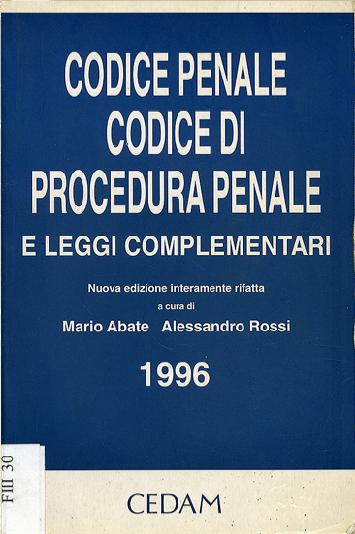 CODICE PENALE
CODICE DI
PROCEDURA PENALE
E LEGGI COMPLEMENTARI
Nuova edizione interamente rifatta
a cura di
Mario Abate Alessandro Rossi
1996
FIII 30
CEDAM